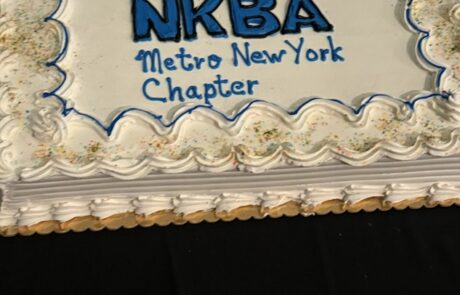 NKBA
Metro New York
Chapter